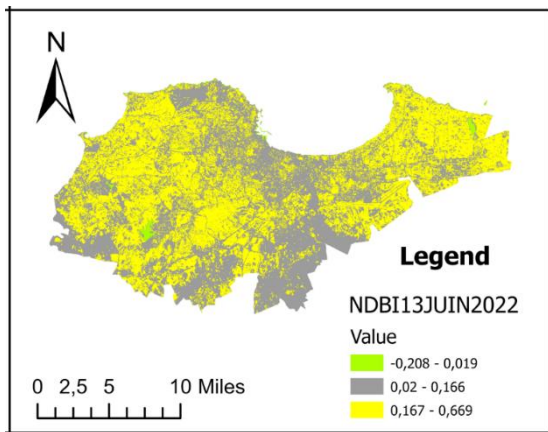 N
Legend
NDBI13JUIN2022
Value
-0,208 - 0,019
0,02 - 0,166
0,167 - 0,669
0 2,5 5 10 Miles